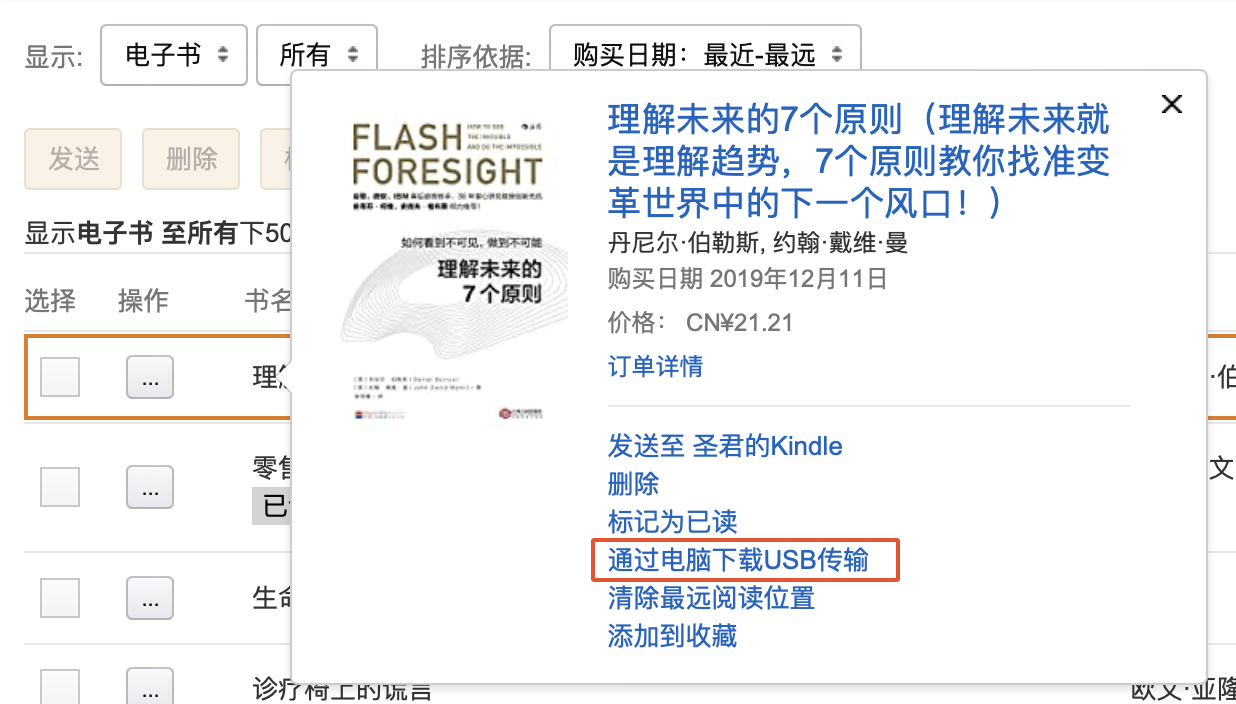 显示:
电子书
所有
排序依据:
购买日期：最近-最远
发送
删除
显示电子书 至所有下50
选择
操作
书名
...
...
零售
已
...
生命
...
诊疗椅上的谎言
·伯
文
欧文·亚隆
FLASH
FORESIGHT
HOW TO SEE
THE INVISIBLE
AND DO THE IMPOSSIBLE
如何看到不可见，做到不可能
理解未来的
7个原则
理解未来的7个原则（理解未来就
是理解趋势，7个原则教你找准变
革世界中的下一个风口！）
丹尼尔·伯勒斯, 约翰·戴维·曼
购买日期 2019年12月11日
价格： CN¥21.21
订单详情
发送至 圣君的Kindle
删除
标记为已读
通过电脑下载USB传输
清除最远阅读位置
添加到收藏